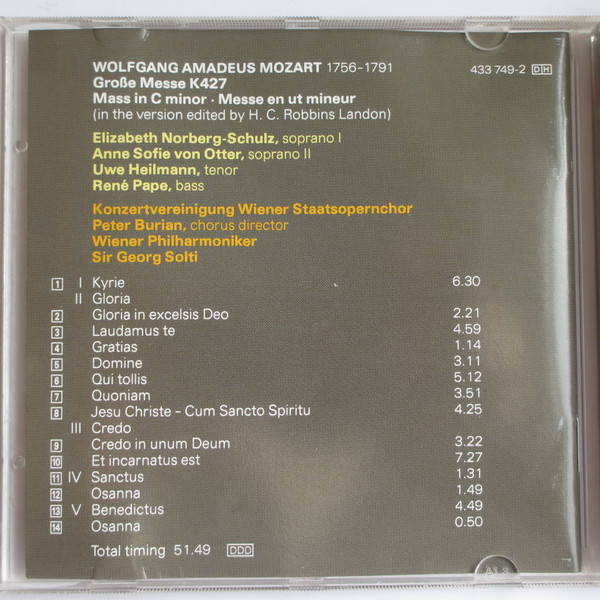 WOLFGANG AMADEUS MOZART 1756–1791 433 749-2 DH
Große Messe K427
Mass in C minor · Messe en ut mineur
(in the version edited by H. C. Robbins Landon)
Elizabeth Norberg-Schulz, soprano I
Anne Sofie von Otter, soprano II
Uwe Heilmann, tenor
René Pape, bass
Konzertvereinigung Wiener Staatsopernchor
Peter Burian, chorus director
Wiener Philharmoniker
Sir Georg Solti
1 I Kyrie 6.30
II Gloria
2 Gloria in excelsis Deo 2.21
3 Laudamus te 4.59
4 Gratias 1.14
5 Domine 3.11
6 Qui tollis 5.12
7 Quoniam 3.51
8 Jesu Christe – Cum Sancto Spiritu 4.25
III Credo
9 Credo in unum Deum 3.22
10 Et incarnatus est 7.27
11 IV Sanctus 1.31
12 Osanna 1.49
13 V Benedictus 4.49
14 Osanna 0.50
Total timing 51.49 DDD